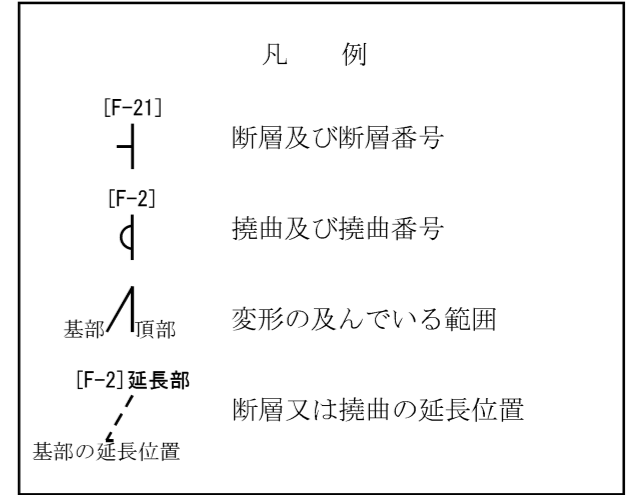 凡 例
[F-21]
断層及び断層番号
[F-2]
撓曲及び撓曲番号
基部 頂部
変形の及んでいる範囲
[F-2]延長部
断層又は撓曲の延長位置
基部の延長位置